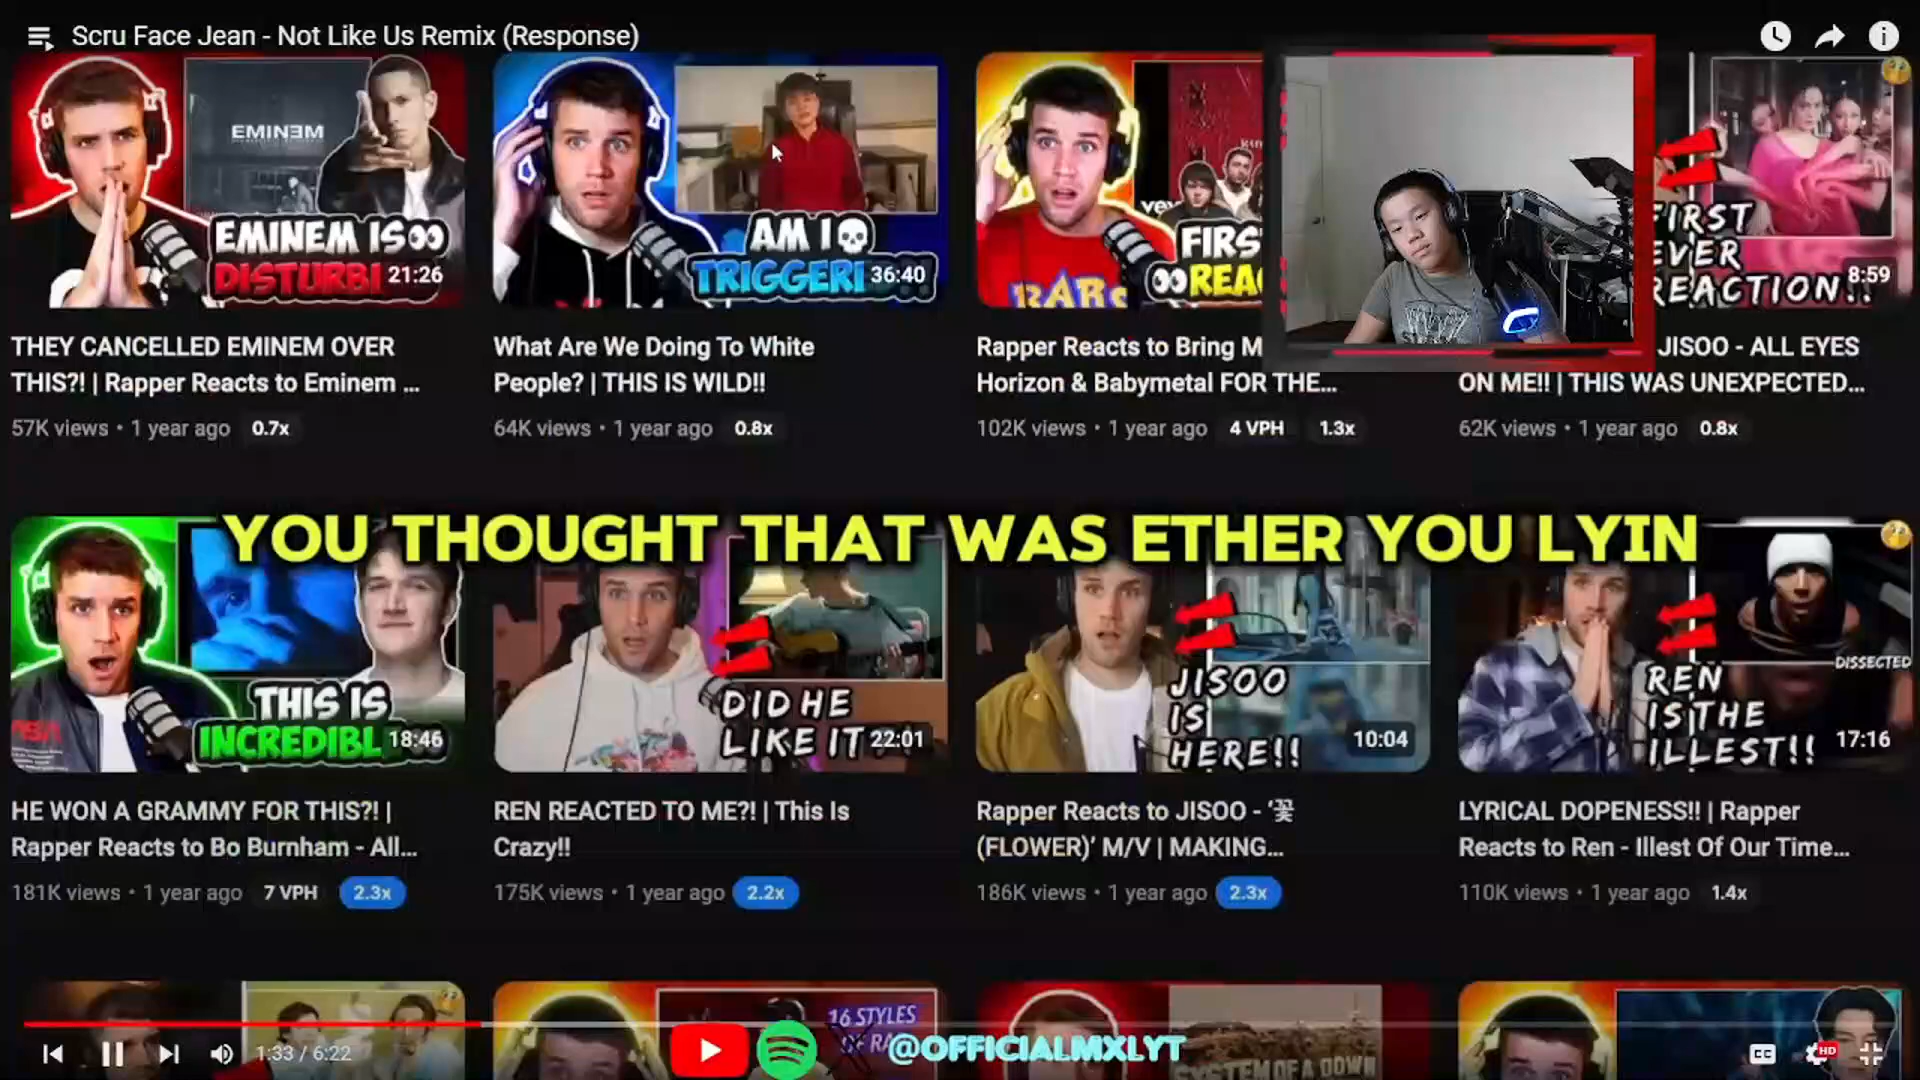 Scru Face Jean - Not Like Us Remix (Response)
EMINEM
EMINEM IS
DISTURBI
21:26
AM I
TRIGGERI
36:40
FIRS
REA
BARS
FIRST
EVER
REACTION!!
8:59
THEY CANCELLED EMINEM OVER
THIS?! | Rapper Reacts to Eminem ...
57K views • 1 year ago 0.7x
What Are We Doing To White
People? | THIS IS WILD!!
64K views • 1 year ago 0.8x
Rapper Reacts to Bring M
Horizon & Babymetal FOR THE...
102K views • 1 year ago 4 VPH 1.3x
JISOO - ALL EYES
ON ME!! | THIS WAS UNEXPECTED...
62K views • 1 year ago 0.8x
YOU THOUGHT THAT WAS ETHER YOU LYIN
THIS IS
INCREDIBL
18:46
DID HE
LIKE IT
22:01
JISOO
IS
HERE!!
10:04
DISSECTED
REN
IS THE
ILLEST!!
17:16
HE WON A GRAMMY FOR THIS?! |
Rapper Reacts to Bo Burnham - All...
181K views • 1 year ago 7 VPH 2.3x
REN REACTED TO ME?! | This Is
Crazy!!
175K views • 1 year ago 2.2x
Rapper Reacts to JISOO - ‘꽃
(FLOWER)’ M/V | MAKING...
186K views • 1 year ago 2.3x
LYRICAL DOPENESS!! | Rapper
Reacts to Ren - Illest Of Our Time...
110K views • 1 year ago 1.4x
16 STYLES
OF RA
SYSTEM OF A DOWN
1:33 / 6:22
@OFFICIALMXLYT
CC
HD